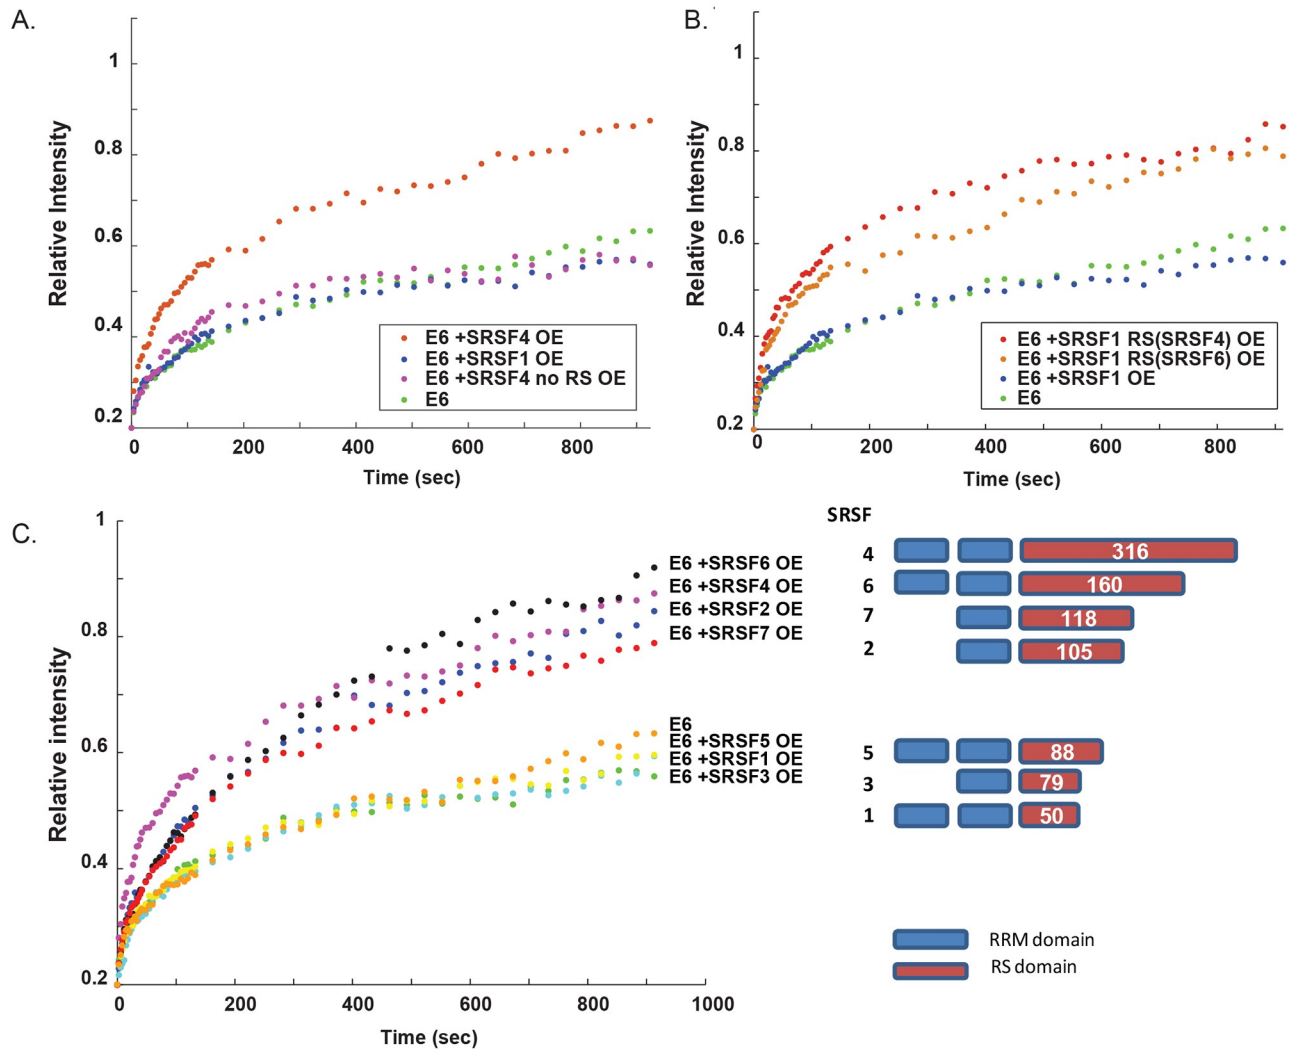 A.
Relative Intensity
1
0.8
0.6
0.4
0.2
0
200
400
600
800
Time (sec)
E6 +SRSF4 OE
E6 +SRSF1 OE
E6 +SRSF4 no RS OE
E6
B.
Relative Intensity
1
0.8
0.6
0.4
0.2
0
200
400
600
800
Time (sec)
E6 +SRSF1 RS(SRSF4) OE
E6 +SRSF1 RS(SRSF6) OE
E6 +SRSF1 OE
E6
C.
Relative intensity
1
0.8
0.6
0.4
0.2
0
200
400
600
800
1000
Time (sec)
E6 +SRSF6 OE
E6 +SRSF4 OE
E6 +SRSF2 OE
E6 +SRSF7 OE
E6
E6 +SRSF5 OE
E6 +SRSF1 OE
E6 +SRSF3 OE
SRSF
4 316
6 160
7 118
2 105
5 88
3 79
1 50
RRM domain
RS domain